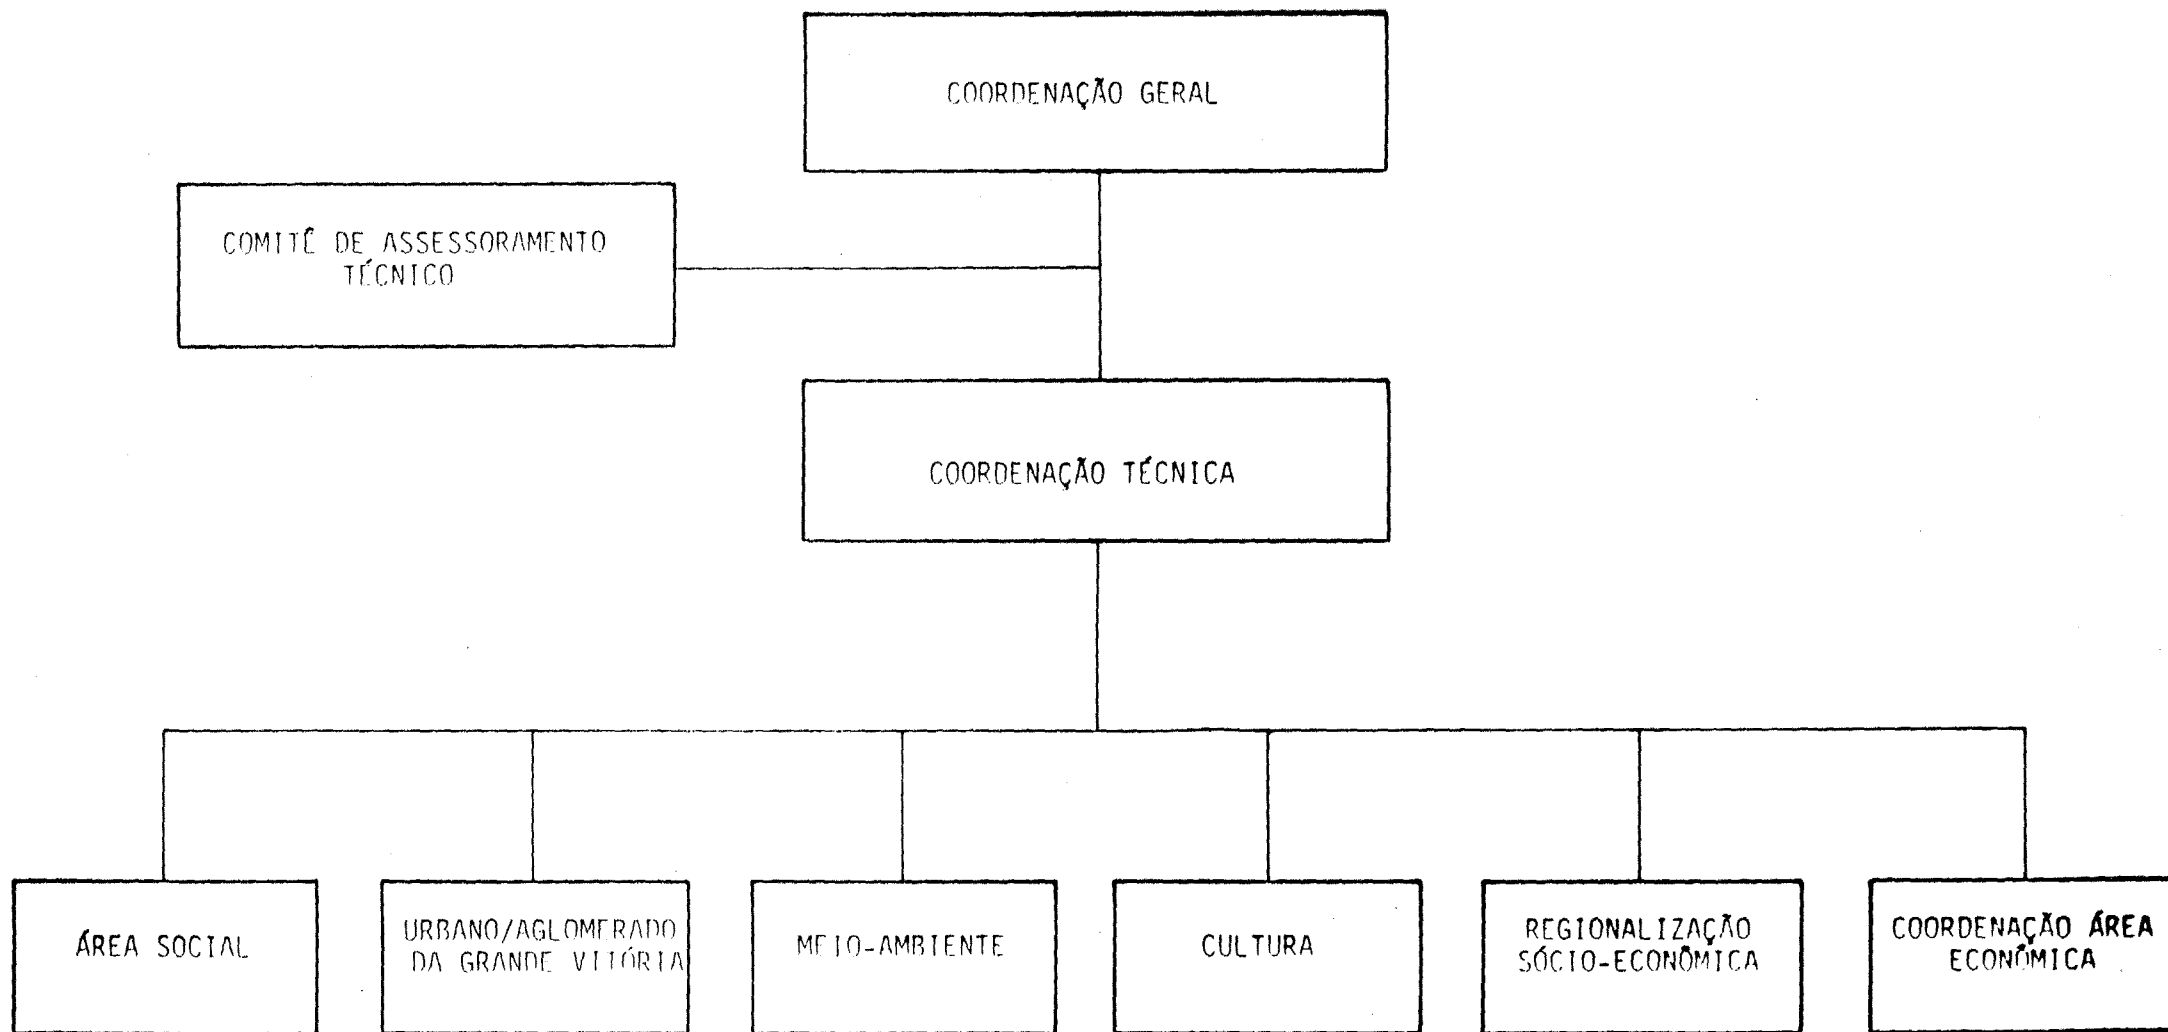 COORDENAÇÃO GERAL
COMITÊ DE ASSESSORAMENTO
TÉCNICO
COORDENAÇÃO TÉCNICA
ÁREA SOCIAL
URBANO/AGLOMERADO
DA GRANDE VITÓRIA
MEIO-AMBIENTE
CULTURA
REGIONALIZAÇÃO
SÓCIO-ECONÔMICA
COORDENAÇÃO ÁREA
ECONÔMICA